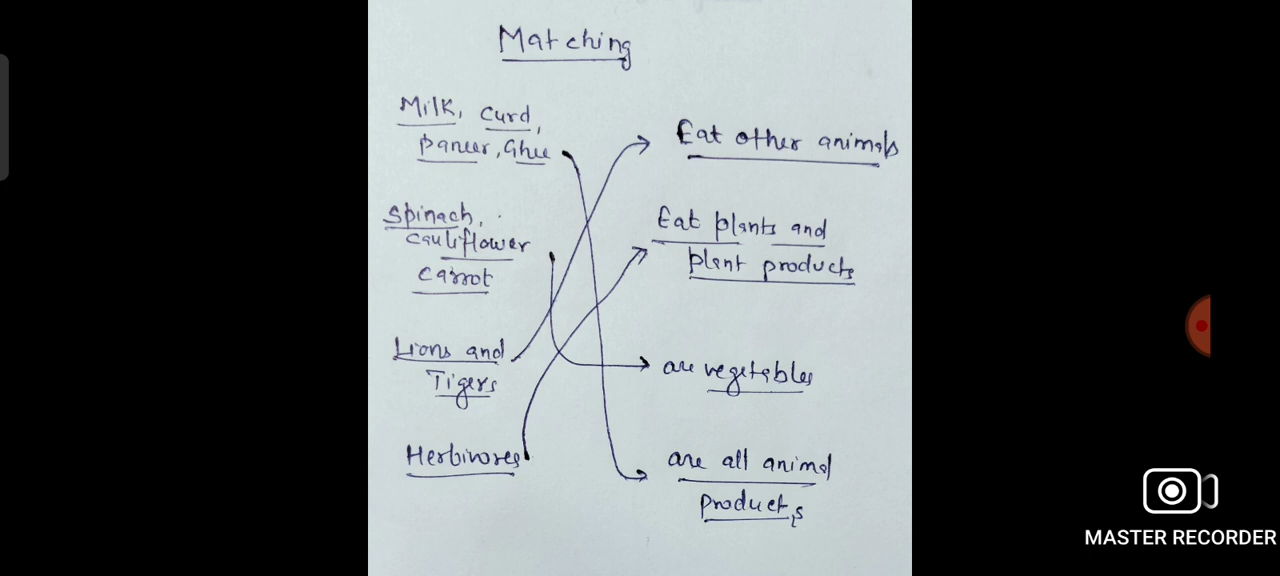 Matching
Milk, Curd,
Paneer, Ghee
Eat other animals
Spinach,
cauliflower
carrot
Eat plants and
plant products
Lions and
Tigers
are vegetables
Herbivores
are all animal
products
MASTER RECORDER